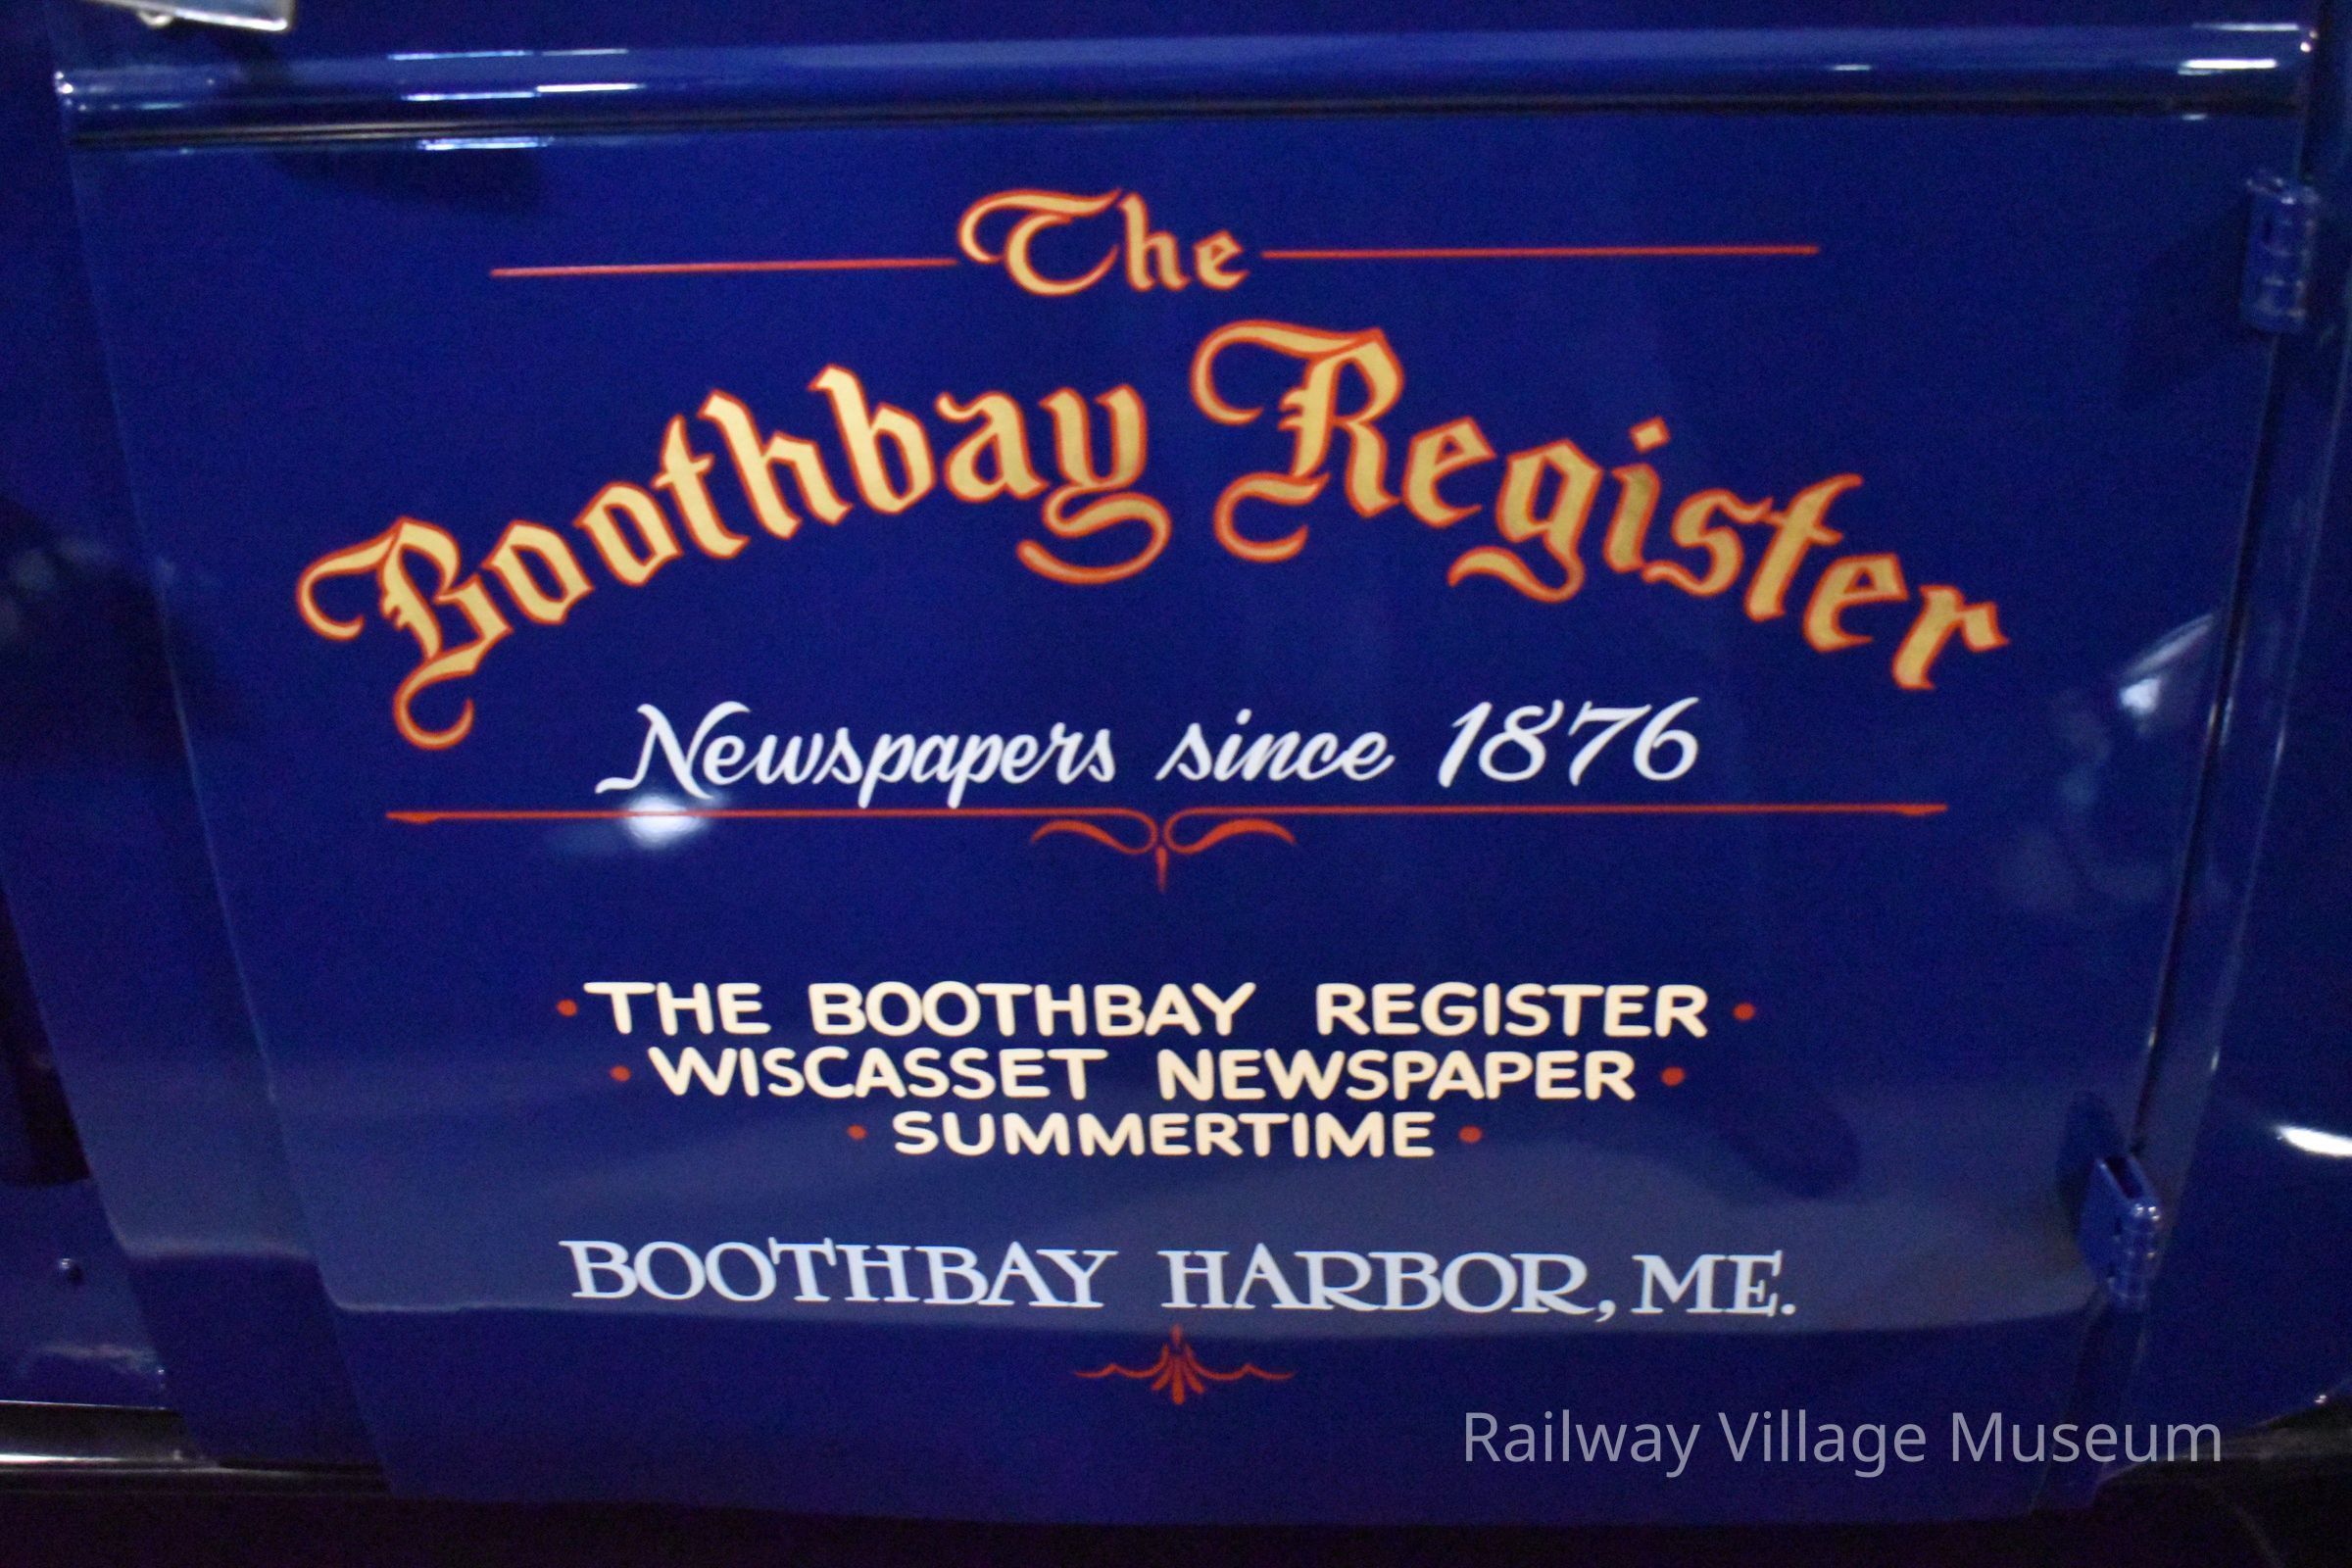 The
Boothbay Register
Newspapers since 1876
• THE BOOTHBAY REGISTER •
• WISCASSET NEWSPAPER •
• SUMMERTIME •
BOOTHBAY HARBOR, ME.
Railway Village Museum